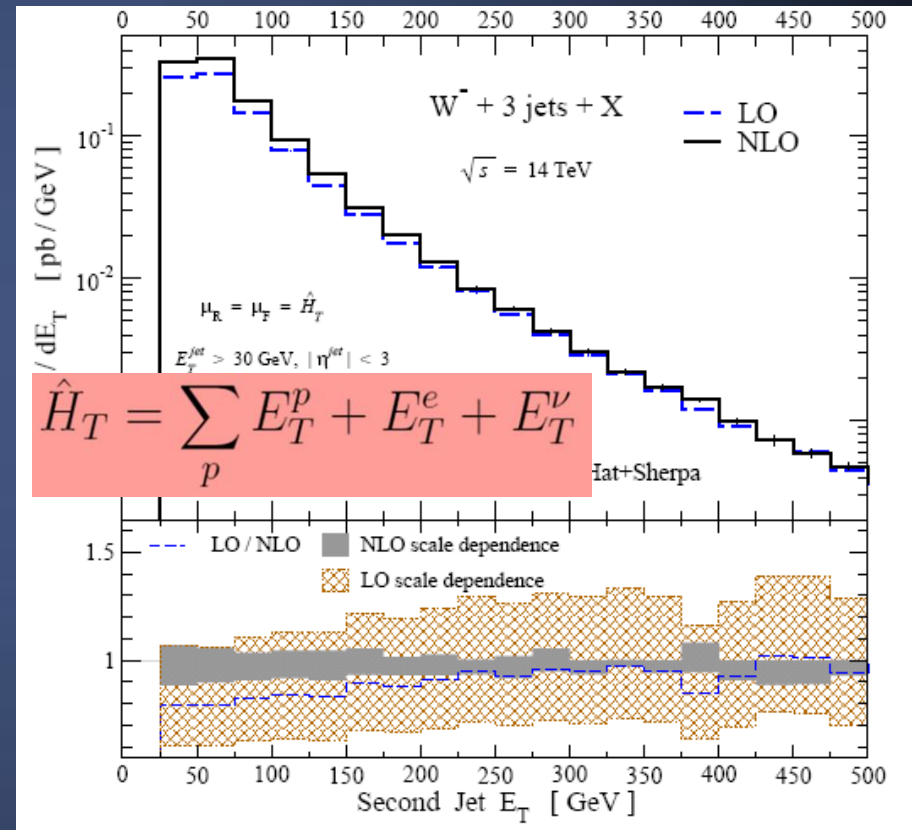 0 50 100 150 200 250 300 350 400 450 500
W⁻ + 3 jets + X
LO
NLO
√s = 14 TeV
10⁻¹
10⁻²
/ dE_T [ pb / GeV ]
μ_R = μ_F = Ĥ_T
E_T^jet > 30 GeV, | η^jet | < 3
Ĥ_T = ∑_p E_T^p + E_T^e + E_T^ν
Hat+Sherpa
LO / NLO NLO scale dependence
LO scale dependence
1.5
1
0 50 100 150 200 250 300 350 400 450 500
Second Jet E_T [ GeV ]